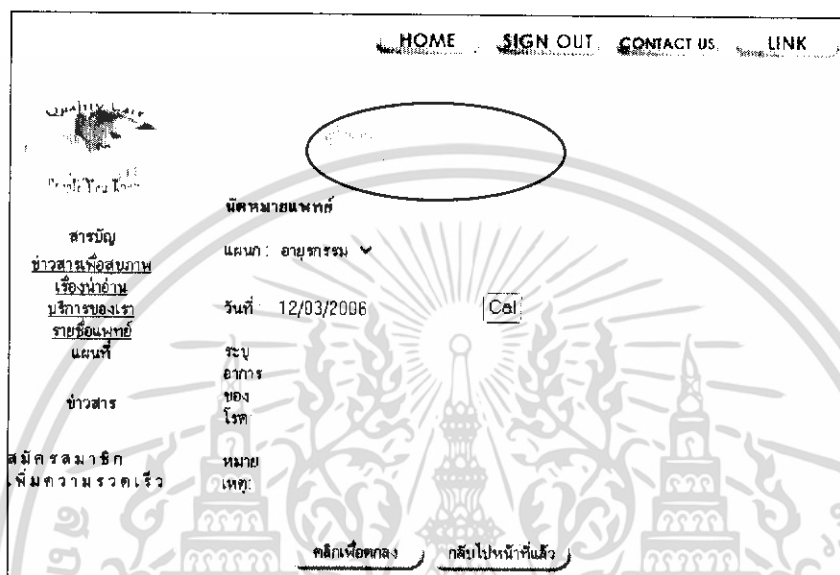 HOME SIGN OUT CONTACT US LINK
นัดหมายแพทย์
สารบัญ
ข่าวสารเพื่อสุขภาพ
เรื่องน่าอ่าน
บริการของเรา
รายชื่อแพทย์
แผนที่
ข่าวสาร
สมัครสมาชิก
เพิ่มความรวดเร็ว
แผนก : อายุรกรรม
วันที่ 12/03/2006 Cal
ระบุ
อาการ
ของ
โรค
หมาย
เหตุ:
คลิกเพื่อตกลง กลับไปหน้าที่แล้ว